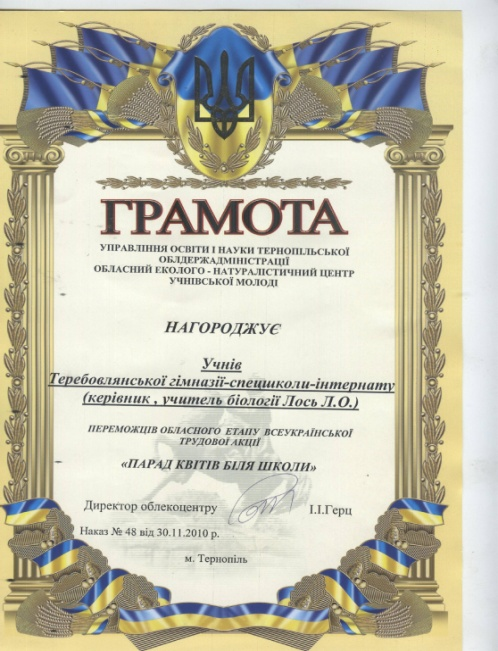 ГРАМОТА
УПРАВЛІННЯ ОСВІТИ І НАУКИ ТЕРНОПІЛЬСЬКОЇ
ОБЛДЕРЖАДМІНІСТРАЦІЇ
ОБЛАСНИЙ ЕКОЛОГО - НАТУРАЛІСТИЧНИЙ ЦЕНТР
УЧНІВСЬКОЇ МОЛОДІ
НАГОРОДЖУЄ
Учнів
Теребовлянської гімназії-спецшколи-інтернату
(керівник , учитель біології Лось Л.О.)
ПЕРЕМОЖЦІВ ОБЛАСНОГО ЕТАПУ ВСЕУКРАЇНСЬКОЇ
ТРУДОВОЇ АКЦІЇ
«ПАРАД КВІТІВ БІЛЯ ШКОЛИ»
Директор облекоцентру І.І.Герц
Наказ № 48 від 30.11.2010 р.
м. Тернопіль